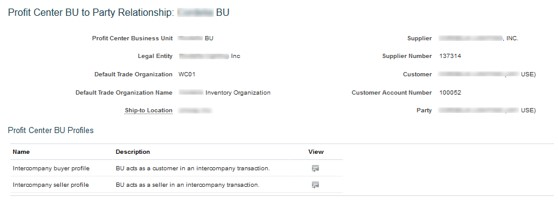 Profit Center BU to Party Relationship: BU
Profit Center Business Unit BU
Supplier , INC.
Legal Entity Inc
Supplier Number 137314
Default Trade Organization WC01
Customer USE)
Default Trade Organization Name Inventory Organization
Customer Account Number 100052
Ship-to Location
Party USE)
Profit Center BU Profiles
Name Description View
Intercompany buyer profile BU acts as a customer in an intercompany transaction.
Intercompany seller profile BU acts as a seller in an intercompany transaction.